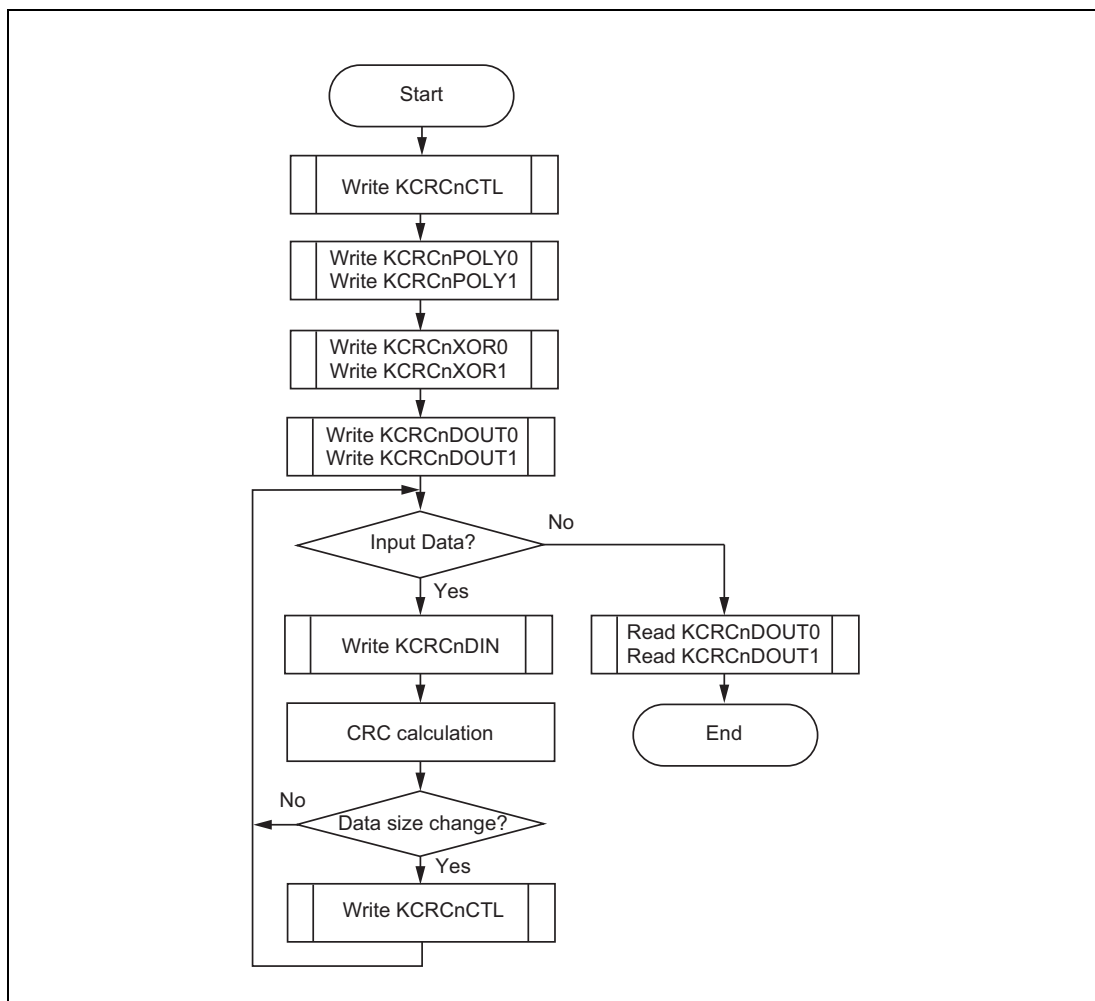 Start
Write KCRCnCTL
Write KCRCnPOLY0
Write KCRCnPOLY1
Write KCRCnXOR0
Write KCRCnXOR1
Write KCRCnDOUT0
Write KCRCnDOUT1
Input Data?
No
Yes
Write KCRCnDIN
Read KCRCnDOUT0
Read KCRCnDOUT1
CRC calculation
End
No
Data size change?
Yes
Write KCRCnCTL